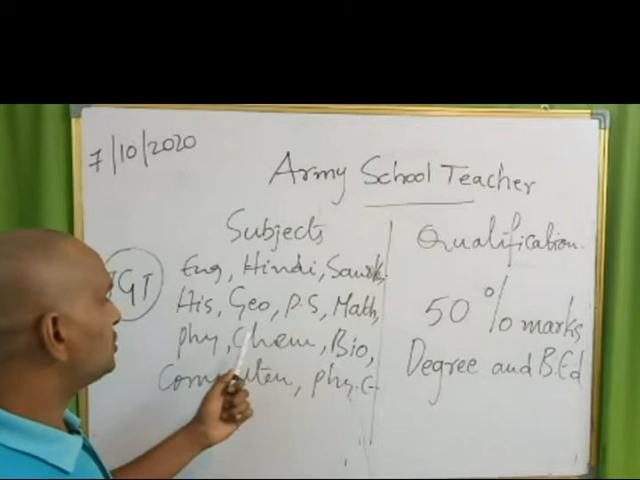 7/10/2020
Army School Teacher
Subjects
Qualification.
TGT
Eng, Hindi, Sansk,
His, Geo, P.S, Math,
Phy, Chem, Bio,
Computer, Phy.E
50% marks
Degree and B.Ed